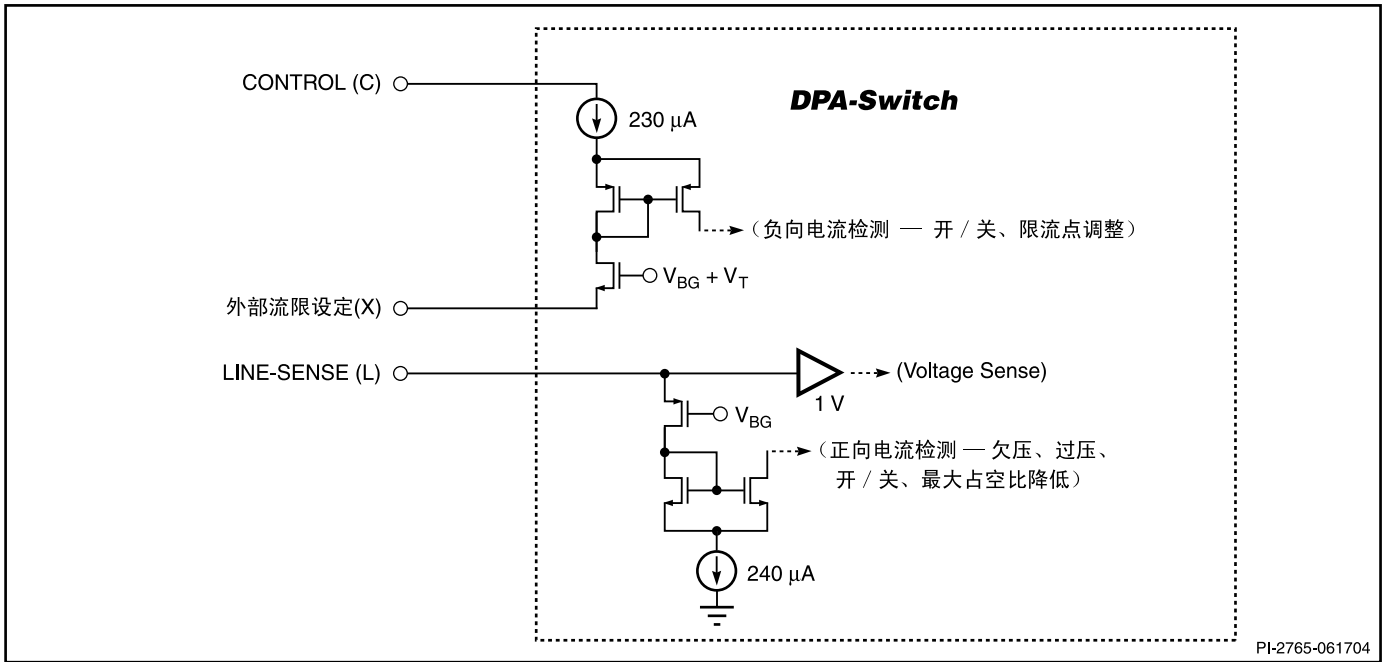 CONTROL (C)
DPA-Switch
230 μA
（负向电流检测 — 开 / 关、限流点调整）
VBG + VT
外部流限设定(X)
LINE-SENSE (L)
(Voltage Sense)
1 V
VBG
（正向电流检测 — 欠压、过压、
开 / 关、最大占空比降低）
240 μA
PI-2765-061704